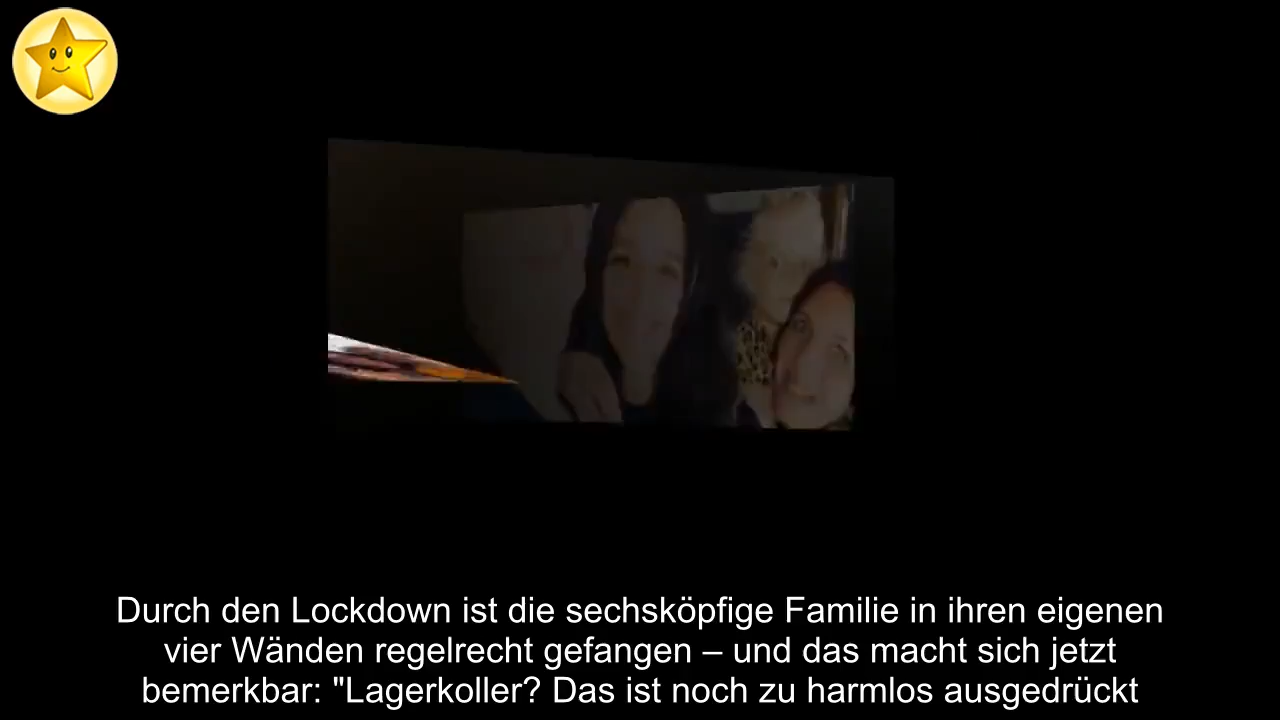 Durch den Lockdown ist die sechsköpfige Familie in ihren eigenen
vier Wänden regelrecht gefangen – und das macht sich jetzt
bemerkbar: "Lagerkoller? Das ist noch zu harmlos ausgedrückt